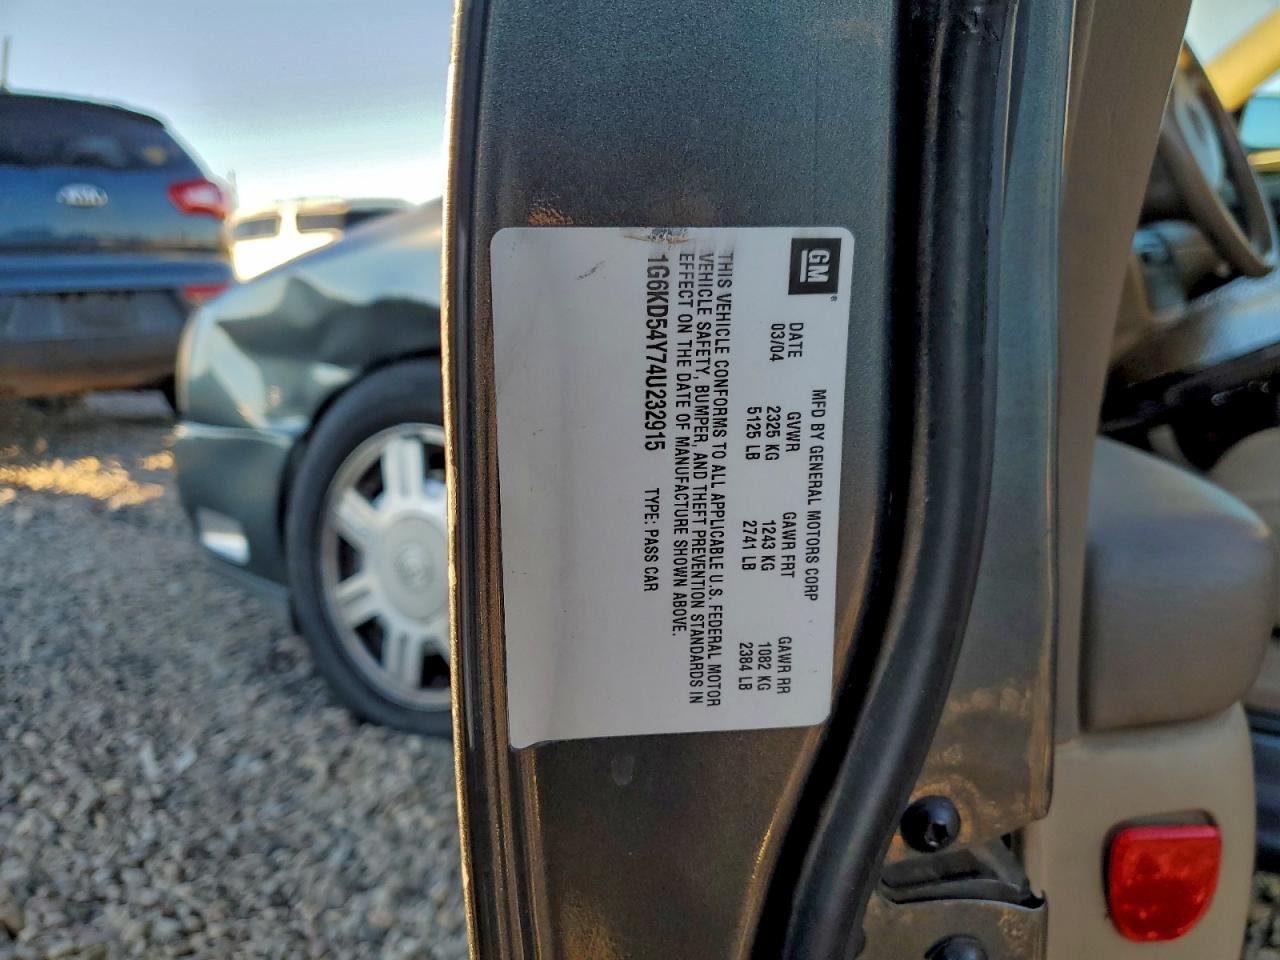 GM®
MFD BY GENERAL MOTORS CORP
DATE GVWR GAWR FRT GAWR RR
03/04 2325 KG 1243 KG 1082 KG
5125 LB 2741 LB 2384 LB
THIS VEHICLE CONFORMS TO ALL APPLICABLE U.S. FEDERAL MOTOR
VEHICLE SAFETY, BUMPER, AND THEFT PREVENTION STANDARDS IN
EFFECT ON THE DATE OF MANUFACTURE SHOWN ABOVE.
1G6KD54Y74U232915 TYPE: PASS CAR
KIA